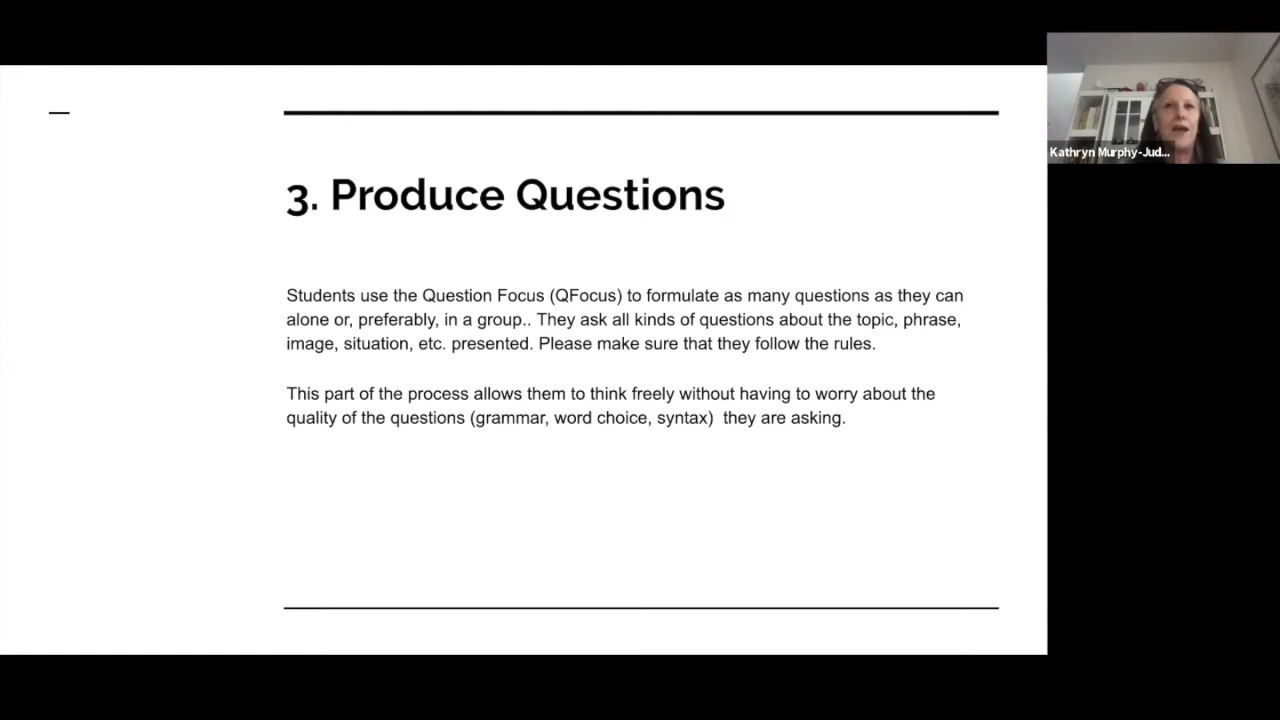 3. Produce Questions
Students use the Question Focus (QFocus) to formulate as many questions as they can
alone or, preferably, in a group.. They ask all kinds of questions about the topic, phrase,
image, situation, etc. presented. Please make sure that they follow the rules.
This part of the process allows them to think freely without having to worry about the
quality of the questions (grammar, word choice, syntax)  they are asking.
Kathryn Murphy-Jud...